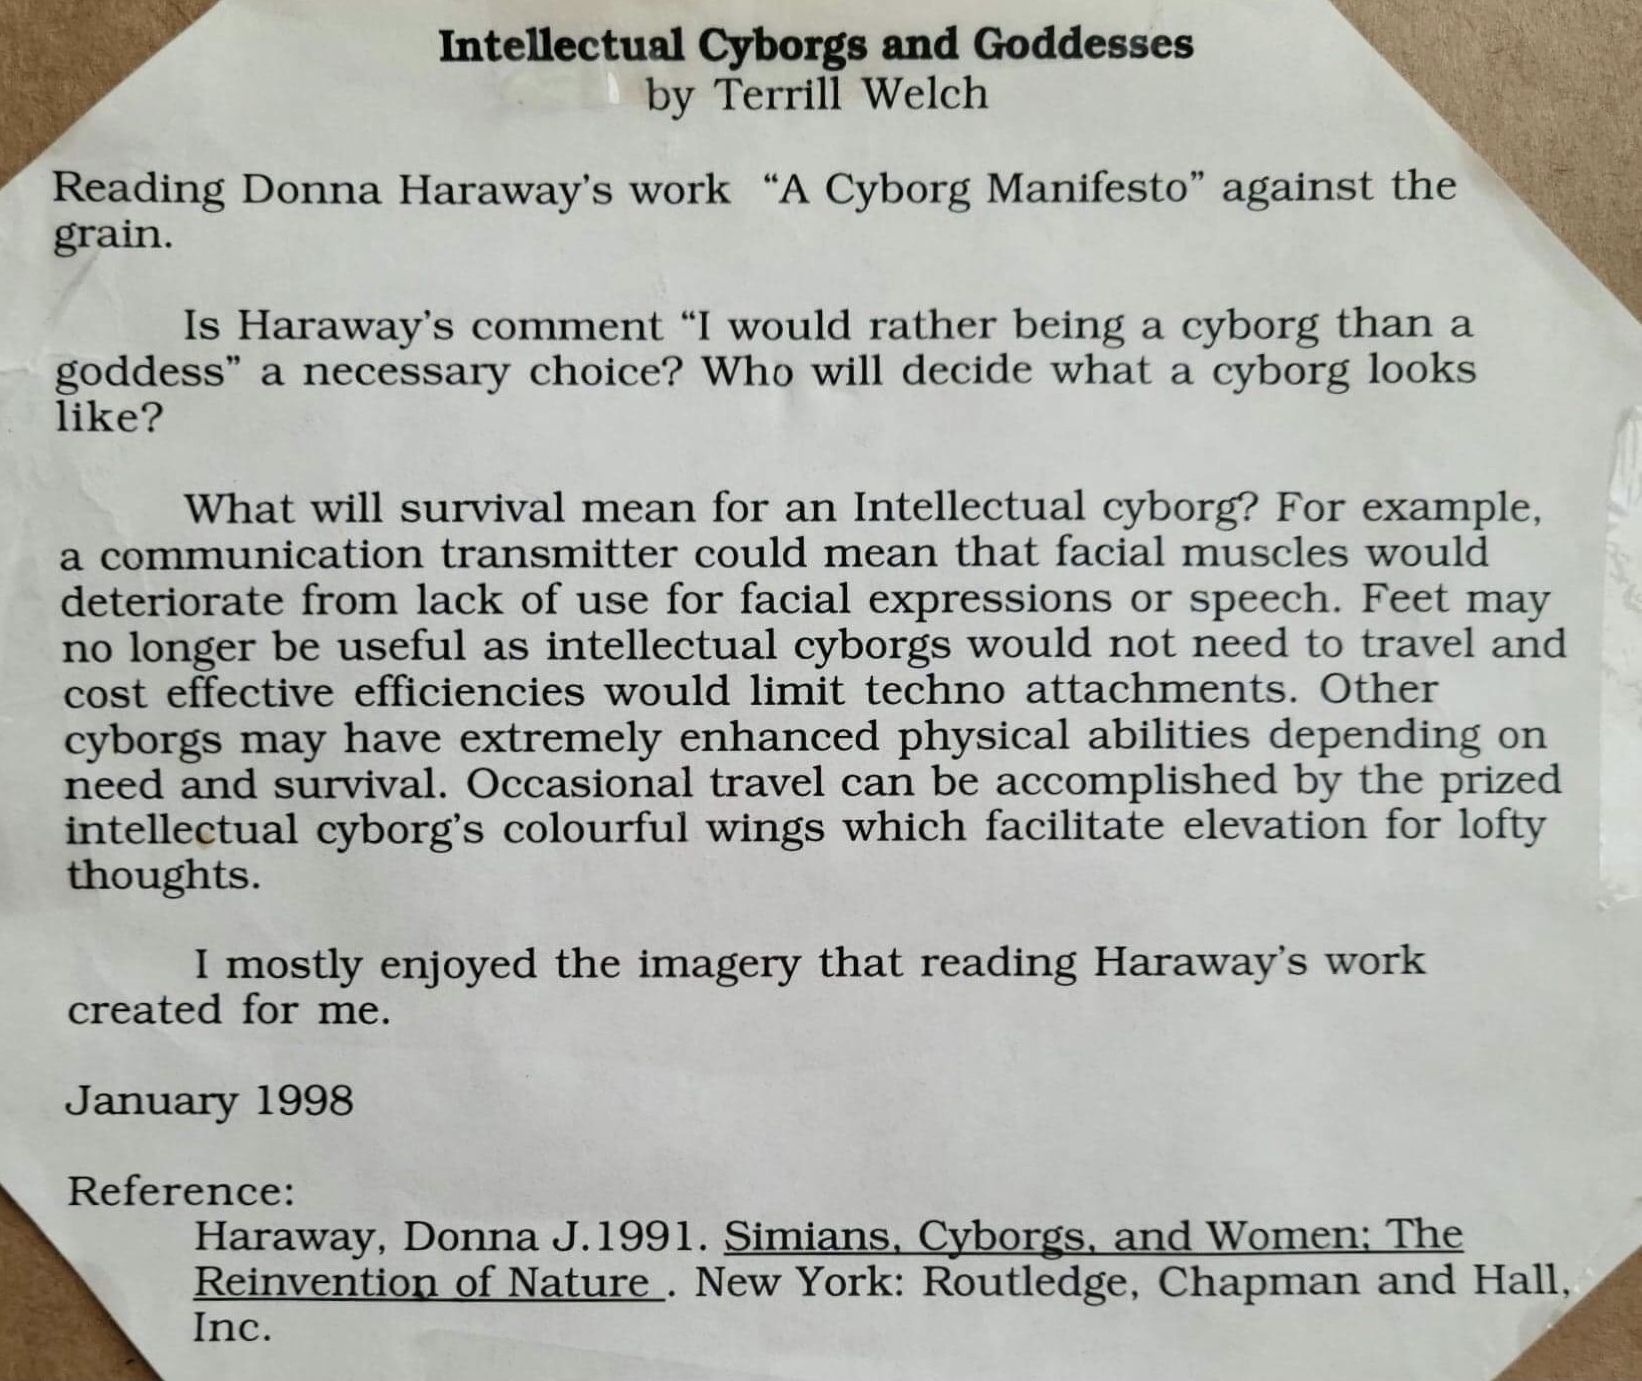 Intellectual Cyborgs and Goddesses
by Terrill Welch
Reading Donna Haraway's work “A Cyborg Manifesto” against the
grain.
Is Haraway's comment “I would rather being a cyborg than a
goddess” a necessary choice? Who will decide what a cyborg looks
like?
What will survival mean for an Intellectual cyborg? For example,
a communication transmitter could mean that facial muscles would
deteriorate from lack of use for facial expressions or speech. Feet may
no longer be useful as intellectual cyborgs would not need to travel and
cost effective efficiencies would limit techno attachments. Other
cyborgs may have extremely enhanced physical abilities depending on
need and survival. Occasional travel can be accomplished by the prized
intellectual cyborg's colourful wings which facilitate elevation for lofty
thoughts.
I mostly enjoyed the imagery that reading Haraway's work
created for me.
January 1998
Reference:
Haraway, Donna J.1991. Simians, Cyborgs, and Women; The
Reinvention of Nature . New York: Routledge, Chapman and Hall,
Inc.